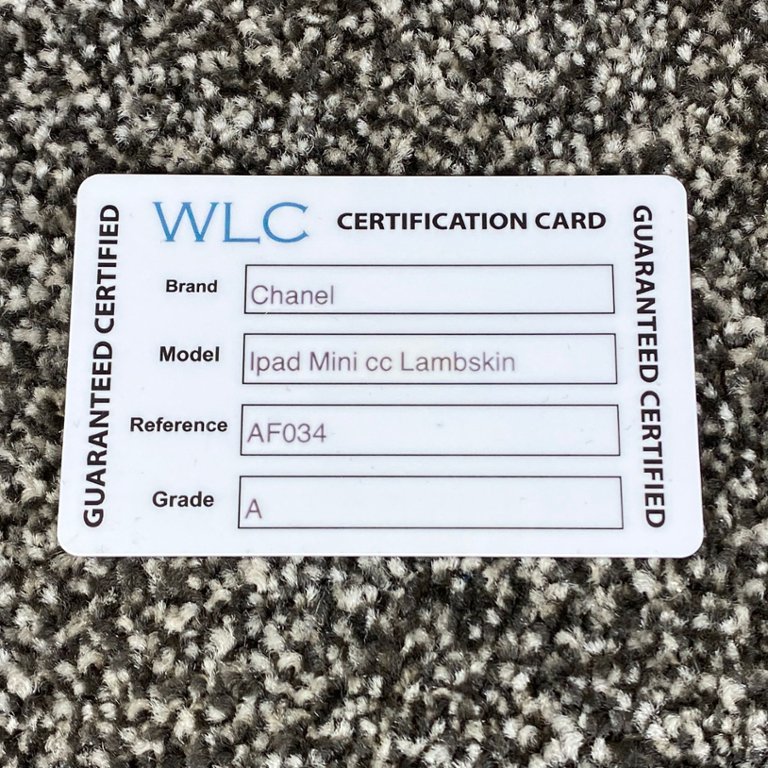 WLC CERTIFICATION CARD
GUARANTEED CERTIFIED
Brand Chanel
Model Ipad Mini cc Lambskin
Reference AF034
Grade A
GUARANTEED CERTIFIED